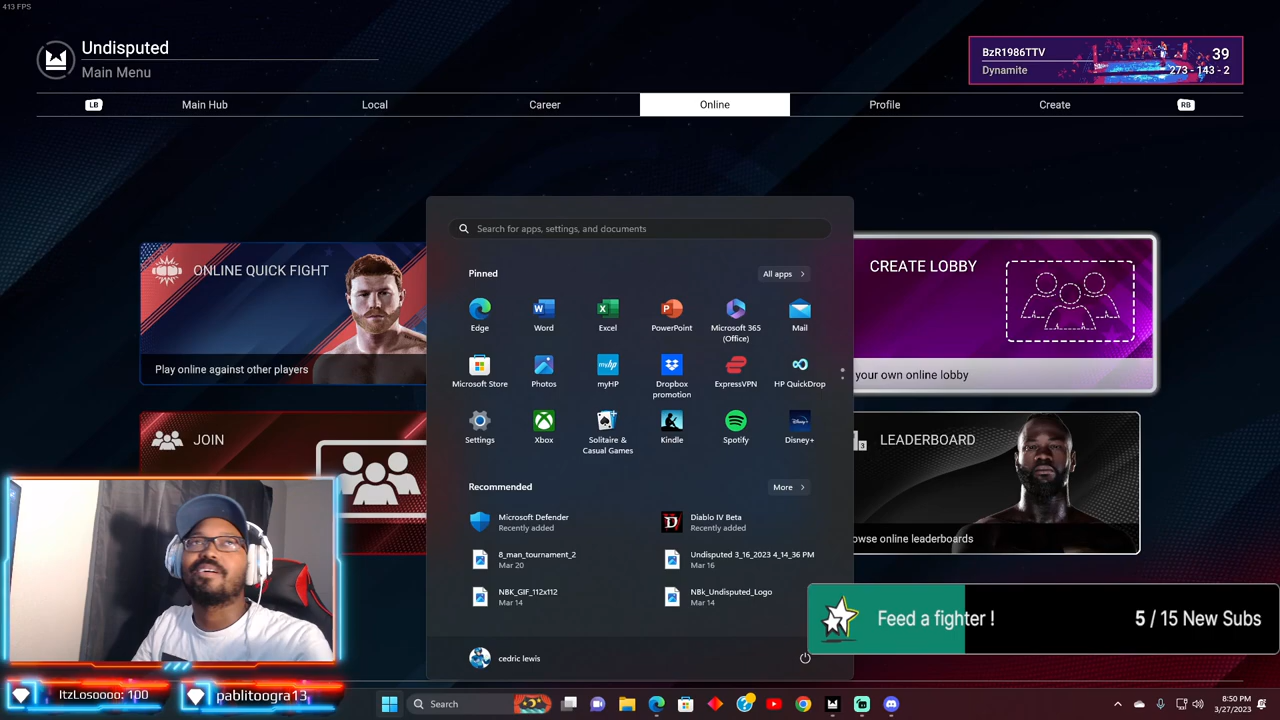 413 FPS
Undisputed
Main Menu
BzR1986TTV
39
Dynamite
273 - 143 - 2
LB
Main Hub
Local
Career
Online
Profile
Create
RB
Search for apps, settings, and documents
ONLINE QUICK FIGHT
Play online against other players
CREATE LOBBY
your own online lobby
JOIN
LEADERBOARD
owse online leaderboards
Pinned
All apps
Edge
Word
Excel
PowerPoint
Microsoft 365
(Office)
Mail
Microsoft Store
Photos
myHP
Dropbox
promotion
ExpressVPN
HP QuickDrop
Settings
Xbox
Solitaire &
Casual Games
Kindle
Spotify
Disney+
Recommended
More
Microsoft Defender
Recently added
Diablo IV Beta
Recently added
8_man_tournament_2
Mar 20
Undisputed 3_16_2023 4_14_36 PM
Mar 16
NBK_GIF_112x112
Mar 14
NBk_Undisputed_Logo
Mar 14
Feed a fighter !
5 / 15 New Subs
cedric lewis
ItzLosoooo: 100
pablitoogra13
Search
8:50 PM
3/27/2023